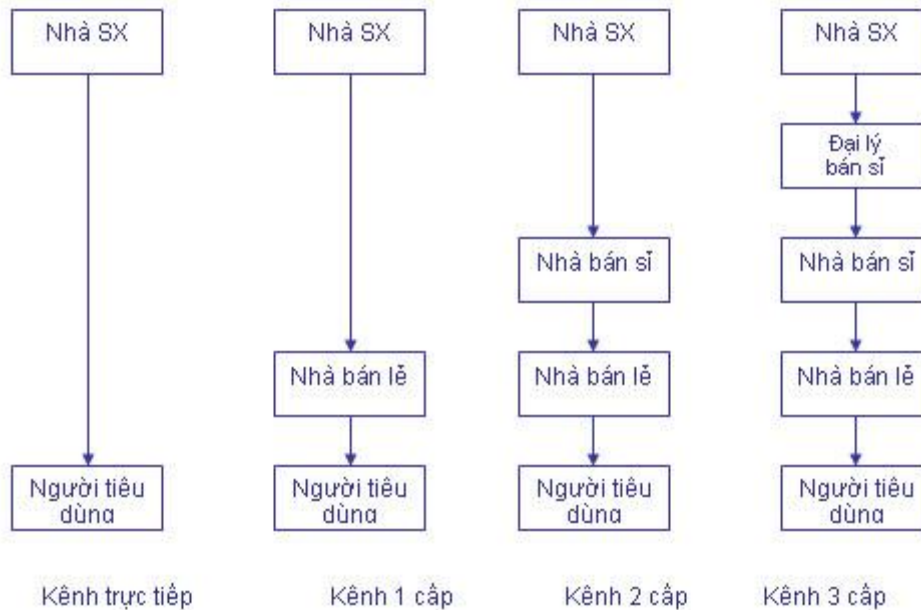 Nhà SX
Nhà SX
Nhà SX
Nhà SX
Đại lý
bán sỉ
Nhà bán sỉ
Nhà bán sỉ
Nhà bán lẻ
Nhà bán lẻ
Nhà bán lẻ
Người tiêu
dùng
Người tiêu
dùng
Người tiêu
dùng
Người tiêu
dùng
Kênh trực tiếp
Kênh 1 cấp
Kênh 2 cấp
Kênh 3 cấp